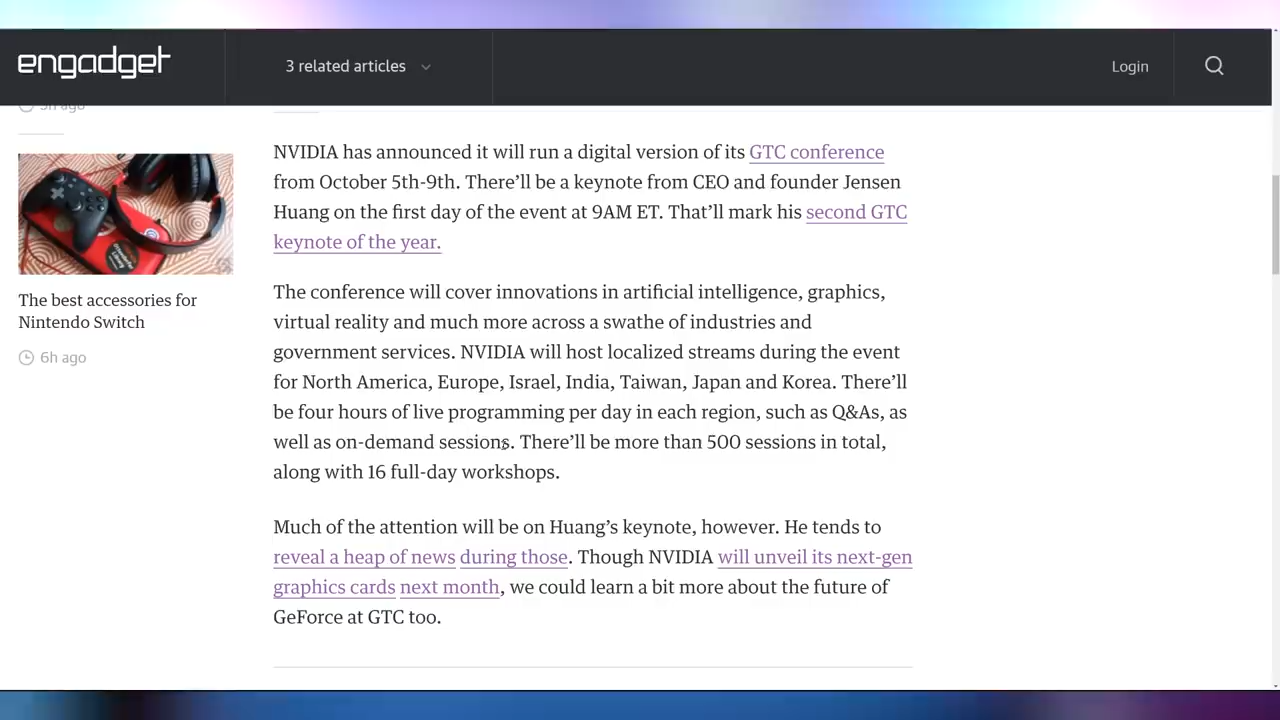 engadget
3 related articles
Login
5h ago
The best accessories for
Nintendo Switch
6h ago
NVIDIA has announced it will run a digital version of its GTC conference
from October 5th-9th. There’ll be a keynote from CEO and founder Jensen
Huang on the first day of the event at 9AM ET. That’ll mark his second GTC
keynote of the year.
The conference will cover innovations in artificial intelligence, graphics,
virtual reality and much more across a swathe of industries and
government services. NVIDIA will host localized streams during the event
for North America, Europe, Israel, India, Taiwan, Japan and Korea. There’ll
be four hours of live programming per day in each region, such as Q&As, as
well as on-demand sessions. There’ll be more than 500 sessions in total,
along with 16 full-day workshops.
Much of the attention will be on Huang’s keynote, however. He tends to
reveal a heap of news during those. Though NVIDIA will unveil its next-gen
graphics cards next month, we could learn a bit more about the future of
GeForce at GTC too.